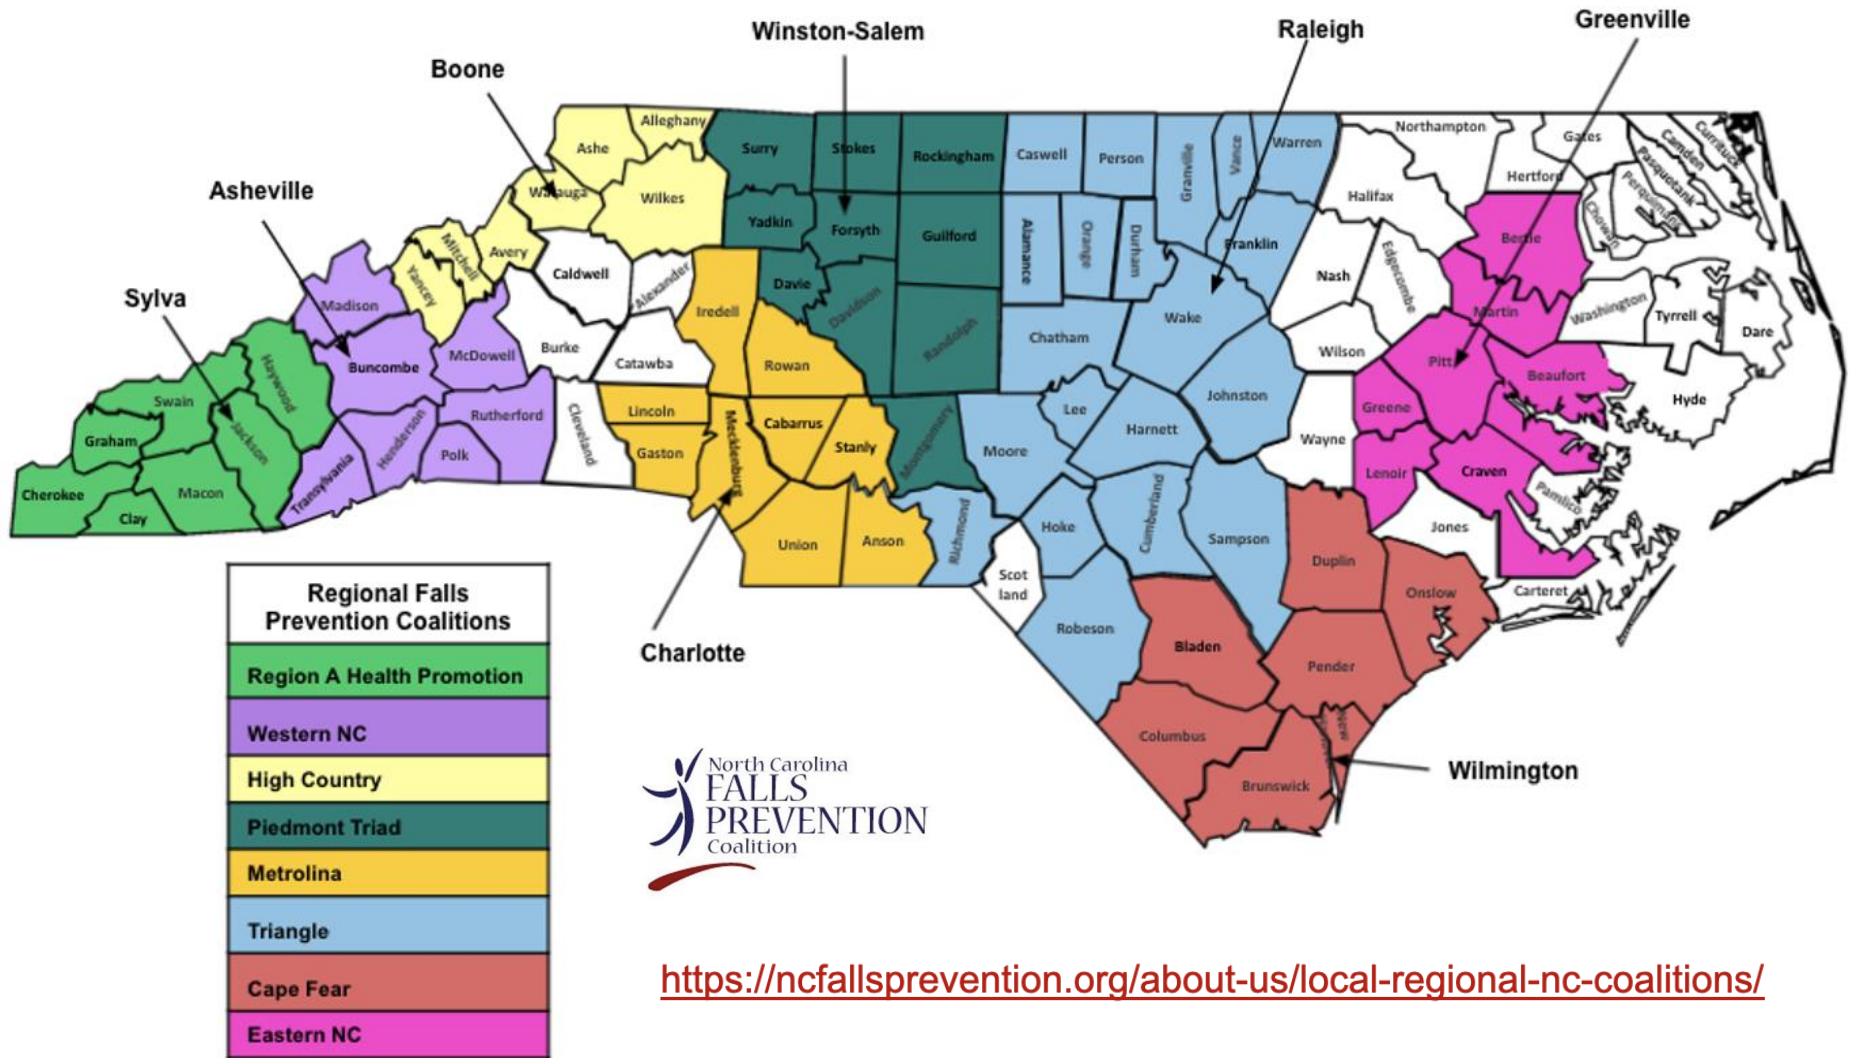 Winston-Salem
Raleigh
Greenville
Boone
Asheville
Sylva
Charlotte
Wilmington
Ashe
Alleghany
Surry
Stokes
Rockingham
Caswell
Person
Granville
Vance
Warren
Northampton
Gates
Camden
Currituck
Pasquotank
Perquimans
Chowan
Hertford
Halifax
Watauga
Wilkes
Yadkin
Forsyth
Guilford
Alamance
Orange
Durham
Franklin
Nash
Edgecombe
Bertie
Martin
Washington
Tyrrell
Dare
Mitchell
Avery
Yancey
Caldwell
Alexander
Iredell
Davie
Davidson
Randolph
Chatham
Wake
Wilson
Pitt
Beaufort
Hyde
Madison
Buncombe
McDowell
Burke
Catawba
Rowan
Johnston
Greene
Haywood
Swain
Graham
Jackson
Cherokee
Macon
Clay
Transylvania
Henderson
Polk
Rutherford
Cleveland
Lincoln
Gaston
Mecklenburg
Cabarrus
Stanly
Montgomery
Moore
Lee
Harnett
Wayne
Lenoir
Craven
Pamlico
Jones
Carteret
Union
Anson
Richmond
Scot
land
Hoke
Cumberland
Sampson
Duplin
Onslow
Robeson
Bladen
Pender
Columbus
Brunswick
New
Hanover
Regional Falls
Prevention Coalitions
Region A Health Promotion
Western NC
High Country
Piedmont Triad
Metrolina
Triangle
Cape Fear
Eastern NC
North Carolina
FALLS
PREVENTION
Coalition
https://ncfallsprevention.org/about-us/local-regional-nc-coalitions/